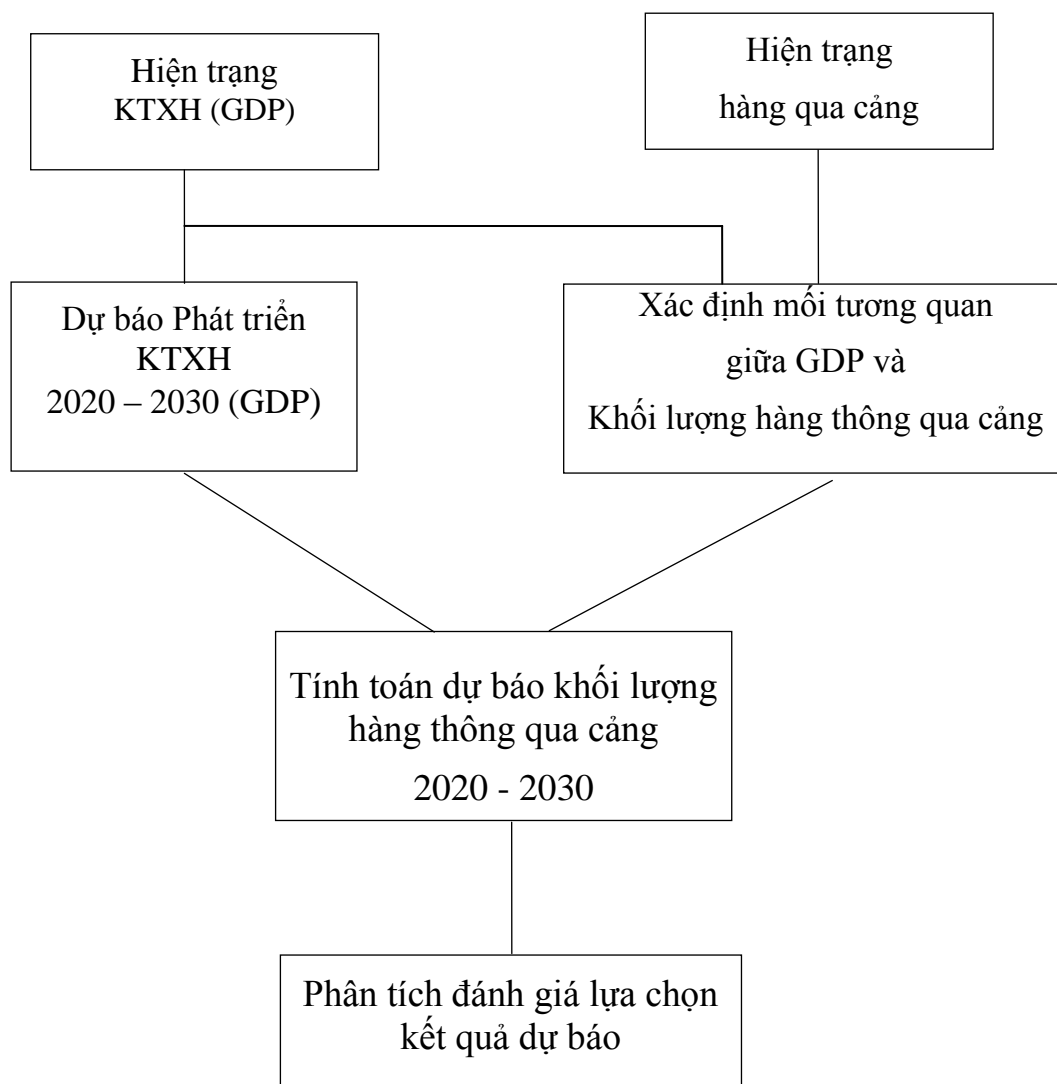 Hiện trạng
KTXH (GDP)
Hiện trạng
hàng qua cảng
Dự báo Phát triển
KTXH
2020 – 2030 (GDP)
Xác định mối tương quan
giữa GDP và
Khối lượng hàng thông qua cảng
Tính toán dự báo khối lượng
hàng thông qua cảng
2020 - 2030
Phân tích đánh giá lựa chọn
kết quả dự báo